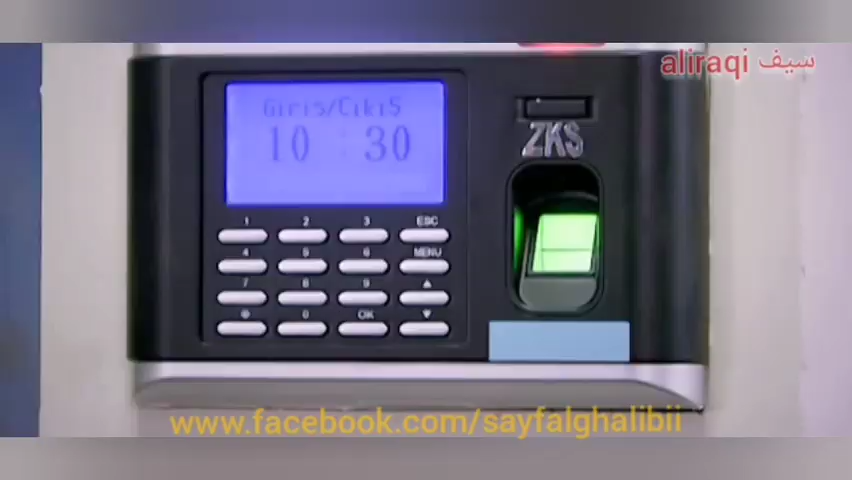 aliraqi سيف
Giris/CikiS
10 : 30
ZKS
1 2 3 ESC
4 5 6 MENU
7 8 9 ▲
0 OK ▼
www.facebook.com/sayfalghalibii